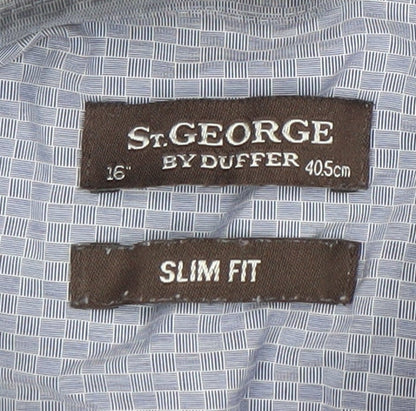 St.GEORGE
BY DUFFER
16" 40.5cm
SLIM FIT